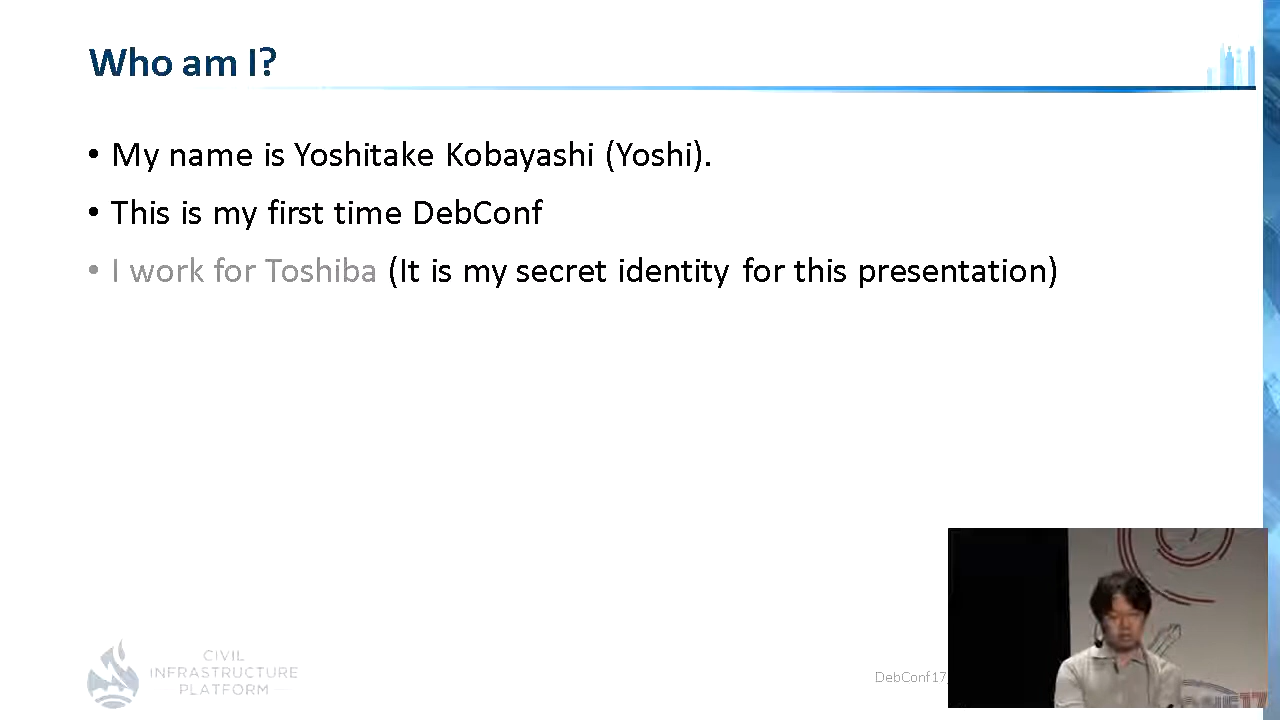 Who am I?
• My name is Yoshitake Kobayashi (Yoshi).
• This is my first time DebConf
• I work for Toshiba (It is my secret identity for this presentation)
CIVIL
INFRASTRUCTURE
PLATFORM
DebConf17